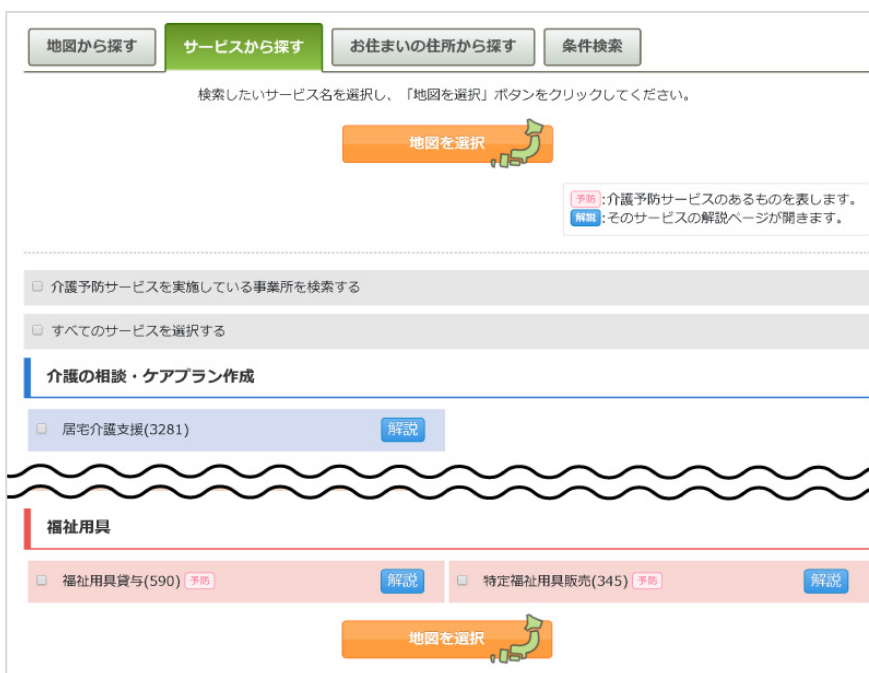 地図から探す
サービスから探す
お住まいの住所から探す
条件検索
検索したいサービス名を選択し、「地図を選択」ボタンをクリックしてください。
地図を選択
予防:介護予防サービスのあるものを表します。
解説:そのサービスの解説ページが開きます。
介護予防サービスを実施している事業所を検索する
すべてのサービスを選択する
介護の相談・ケアプラン作成
居宅介護支援(3281) 解説
福祉用具
福祉用具貸与(590) 予防 解説 特定福祉用具販売(345) 予防 解説
地図を選択